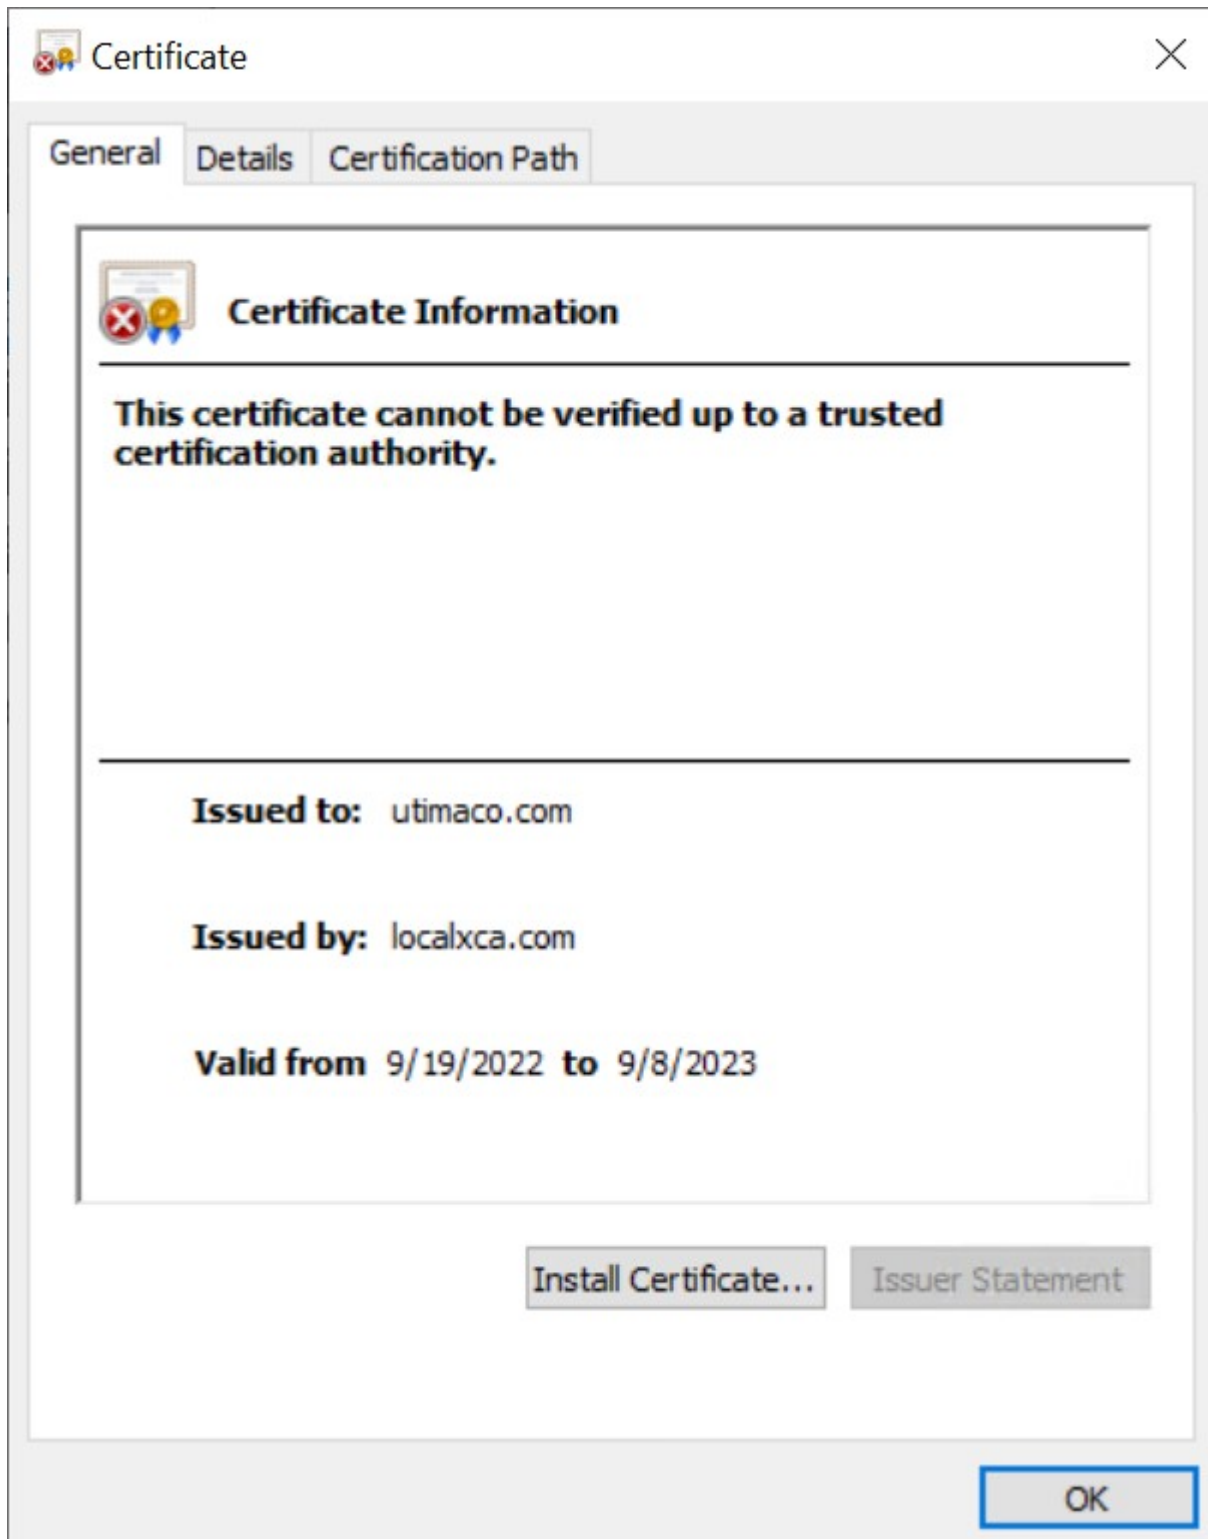 Certificate
General Details Certification Path
Certificate Information
This certificate cannot be verified up to a trusted
certification authority.
Issued to: utimaco.com
Issued by: localxca.com
Valid from 9/19/2022 to 9/8/2023
Install Certificate... Issuer Statement
OK